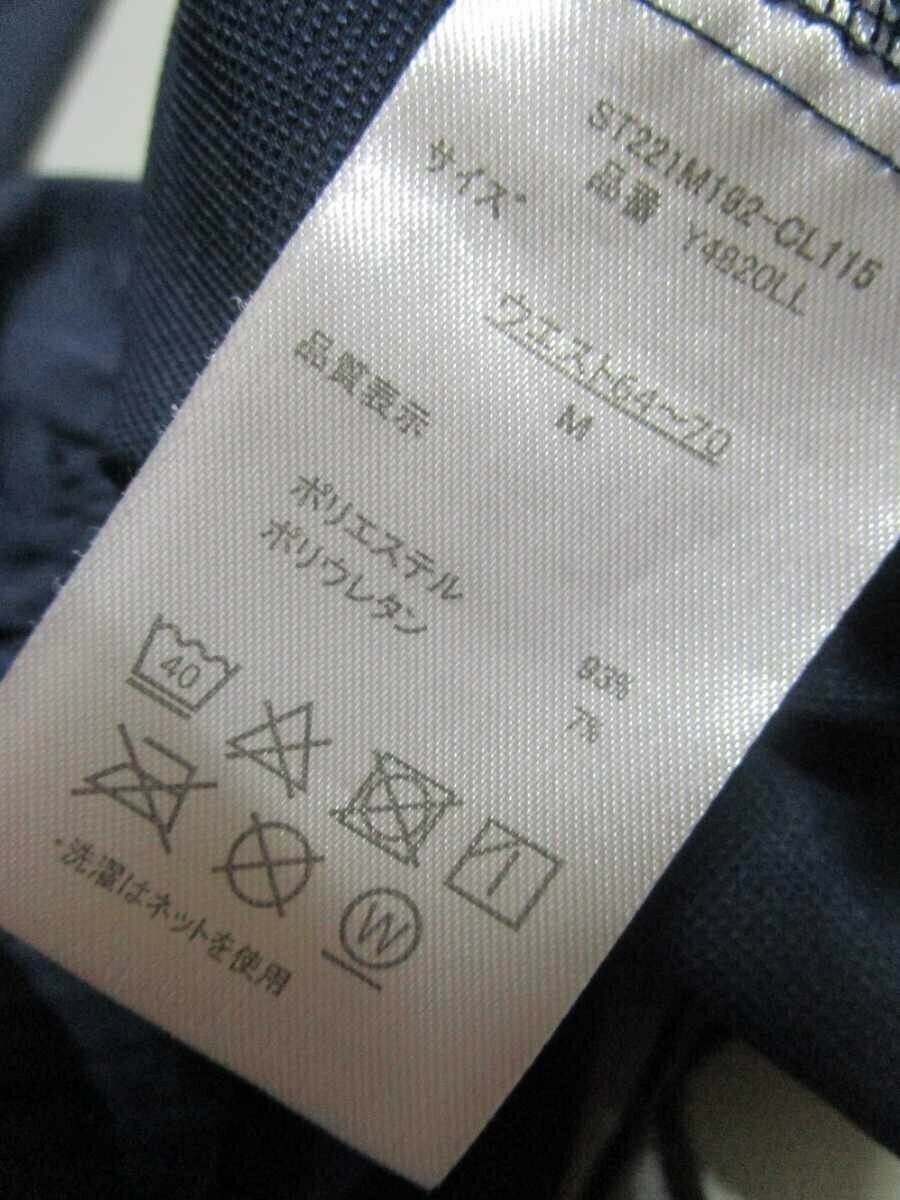 ST221M192-CL115
品番 Y4820LL
サイズ
ウエスト64～70
M
品質表示
ポリエステル 93%
ポリウレタン 7%
40
W
・洗濯はネットを使用